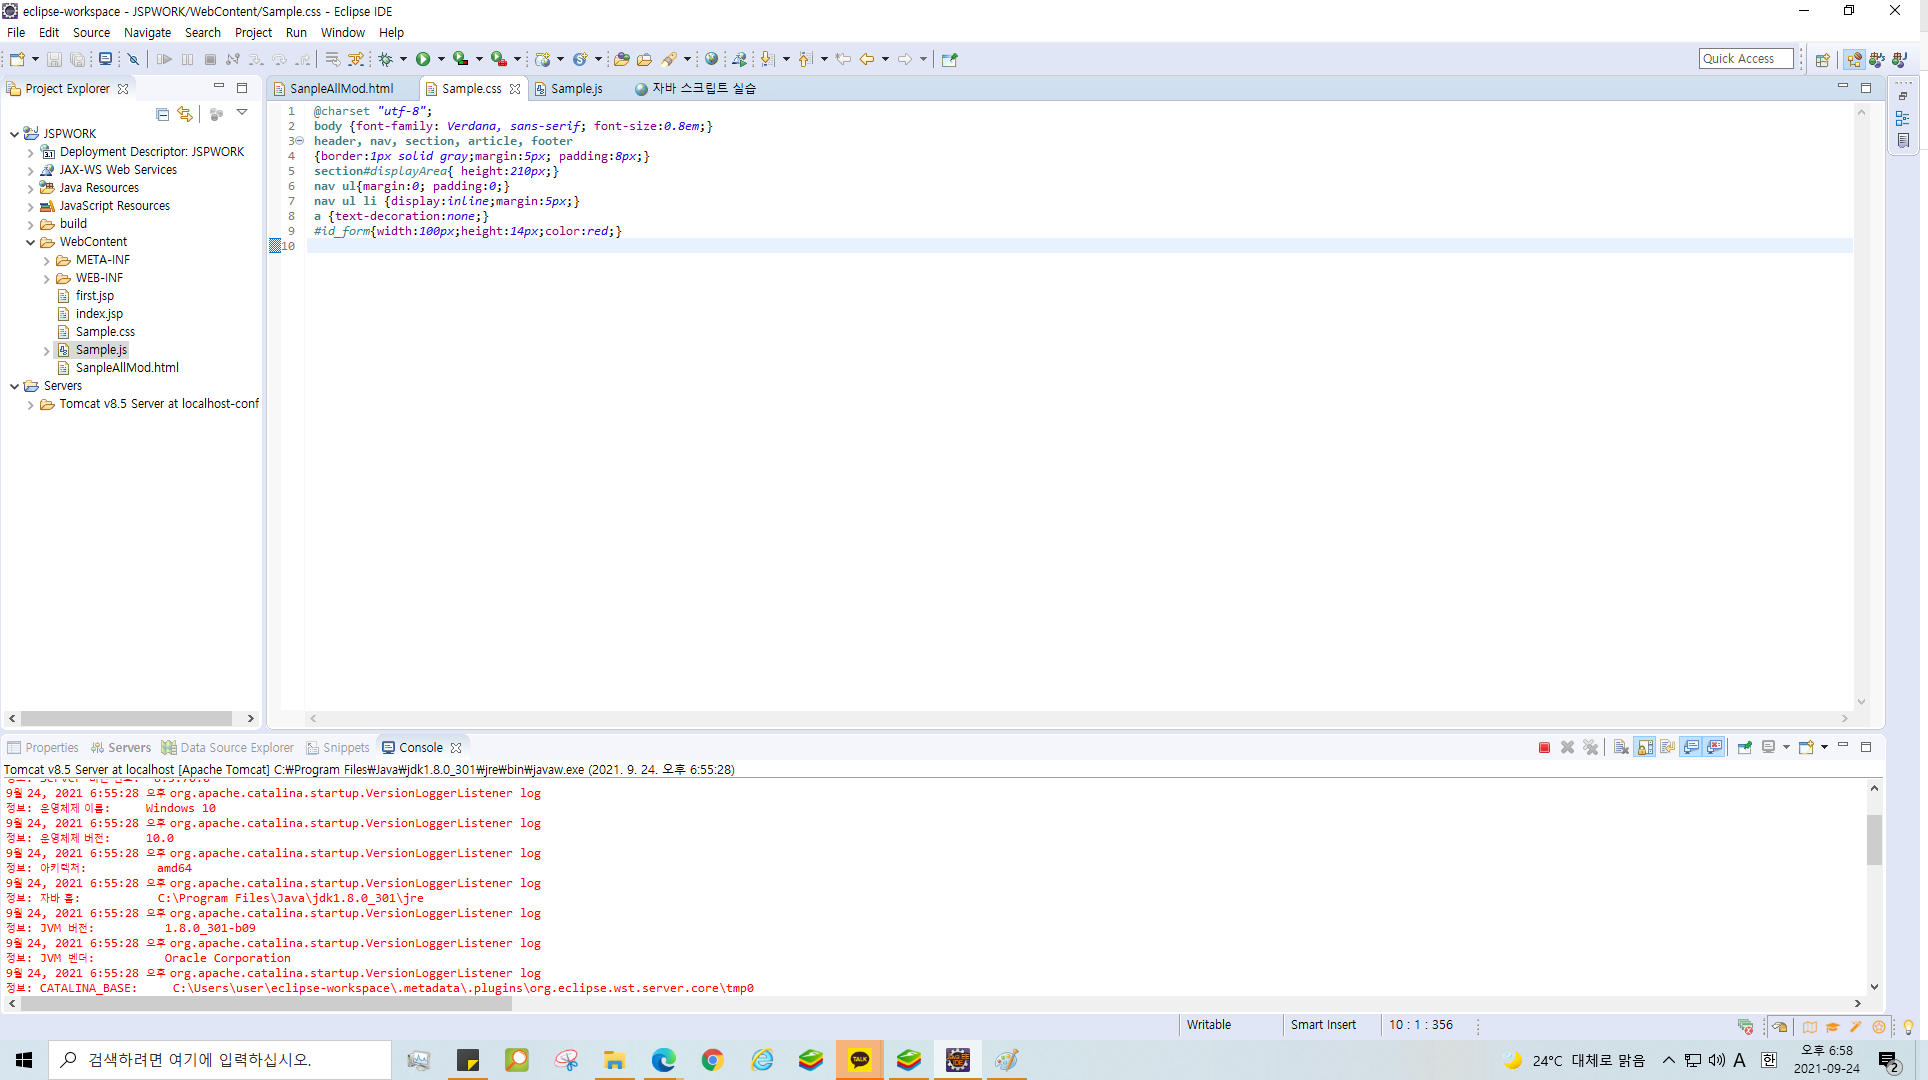 eclipse-workspace - JSPWORK/WebContent/Sample.css - Eclipse IDE
File Edit Source Navigate Search Project Run Window Help
Quick Access
Project Explorer
SanpleAllMod.html Sample.css Sample.js 자바 스크립트 실습
JSPWORK
Deployment Descriptor: JSPWORK
JAX-WS Web Services
Java Resources
JavaScript Resources
build
WebContent
META-INF
WEB-INF
first.jsp
index.jsp
Sample.css
Sample.js
SanpleAllMod.html
Servers
Tomcat v8.5 Server at localhost-conf
1 @charset "utf-8";
2 body {font-family: Verdana, sans-serif; font-size:0.8em;}
3 header, nav, section, article, footer
4 {border:1px solid gray;margin:5px; padding:8px;}
5 section#displayArea{ height:210px;}
6 nav ul{margin:0; padding:0;}
7 nav ul li {display:inline;margin:5px;}
8 a {text-decoration:none;}
9 #id_form{width:100px;height:14px;color:red;}
10
Properties Servers Data Source Explorer Snippets Console
Tomcat v8.5 Server at localhost [Apache Tomcat] C:₩Program Files₩Java₩jdk1.8.0_301₩jre₩bin₩javaw.exe (2021. 9. 24. 오후 6:55:28)
9월 24, 2021 6:55:28 오후 org.apache.catalina.startup.VersionLoggerListener log
정보: 운영체제 이름: Windows 10
9월 24, 2021 6:55:28 오후 org.apache.catalina.startup.VersionLoggerListener log
정보: 운영체제 버전: 10.0
9월 24, 2021 6:55:28 오후 org.apache.catalina.startup.VersionLoggerListener log
정보: 아키텍처: amd64
9월 24, 2021 6:55:28 오후 org.apache.catalina.startup.VersionLoggerListener log
정보: 자바 홈: C:\Program Files\Java\jdk1.8.0_301\jre
9월 24, 2021 6:55:28 오후 org.apache.catalina.startup.VersionLoggerListener log
정보: JVM 버전: 1.8.0_301-b09
9월 24, 2021 6:55:28 오후 org.apache.catalina.startup.VersionLoggerListener log
정보: JVM 벤더: Oracle Corporation
9월 24, 2021 6:55:28 오후 org.apache.catalina.startup.VersionLoggerListener log
정보: CATALINA_BASE: C:\Users\user\eclipse-workspace\.metadata\.plugins\org.eclipse.wst.server.core\tmp0
Writable Smart Insert 10 : 1 : 356
검색하려면 여기에 입력하십시오.
TALK
24°C 대체로 맑음
A 한
오후 6:58
2021-09-24
2